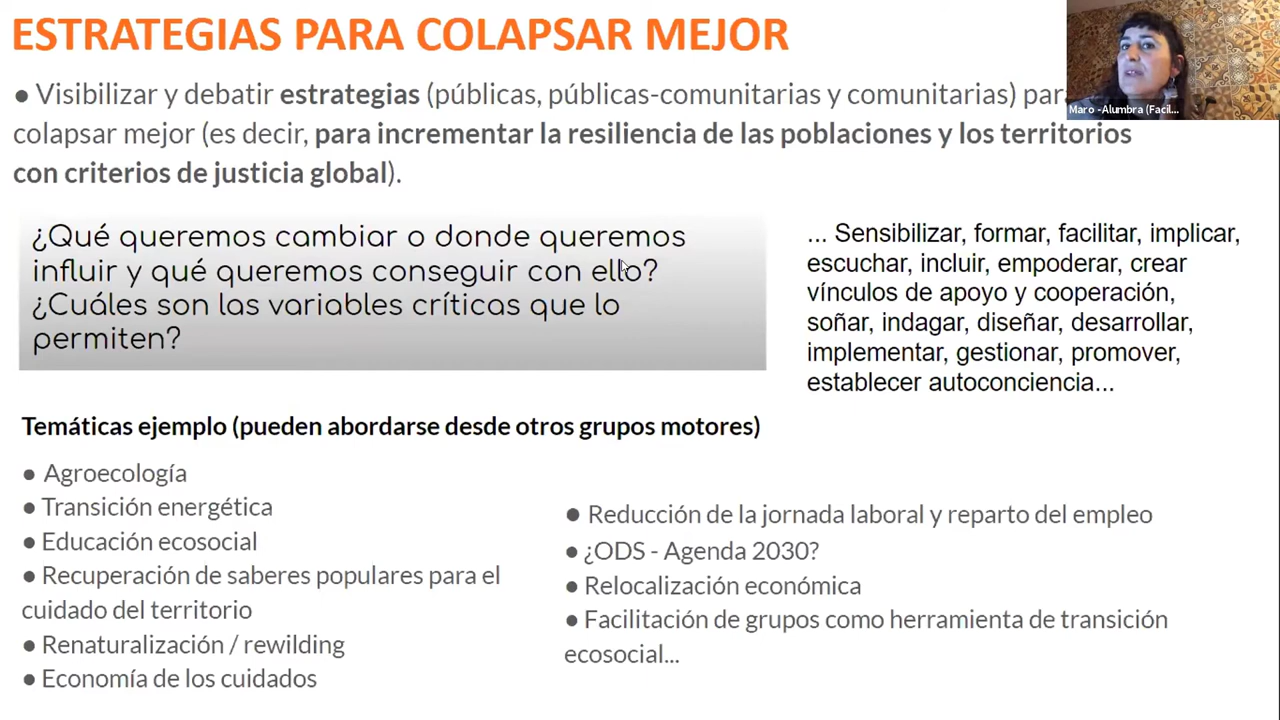 ESTRATEGIAS PARA COLAPSAR MEJOR
● Visibilizar y debatir estrategias (públicas, públicas-comunitarias y comunitarias) para
colapsar mejor (es decir, para incrementar la resiliencia de las poblaciones y los territorios
con criterios de justicia global).
Maro -Alumbra (Facil...
¿Qué queremos cambiar o donde queremos
influir y qué queremos conseguir con ello?
¿Cuáles son las variables críticas que lo
permiten?
... Sensibilizar, formar, facilitar, implicar,
escuchar, incluir, empoderar, crear
vínculos de apoyo y cooperación,
soñar, indagar, diseñar, desarrollar,
implementar, gestionar, promover,
establecer autoconciencia...
Temáticas ejemplo (pueden abordarse desde otros grupos motores)
● Agroecología
● Transición energética
● Educación ecosocial
● Recuperación de saberes populares para el
cuidado del territorio
● Renaturalización / rewilding
● Economía de los cuidados
● Reducción de la jornada laboral y reparto del empleo
● ¿ODS - Agenda 2030?
● Relocalización económica
● Facilitación de grupos como herramienta de transición
ecosocial...